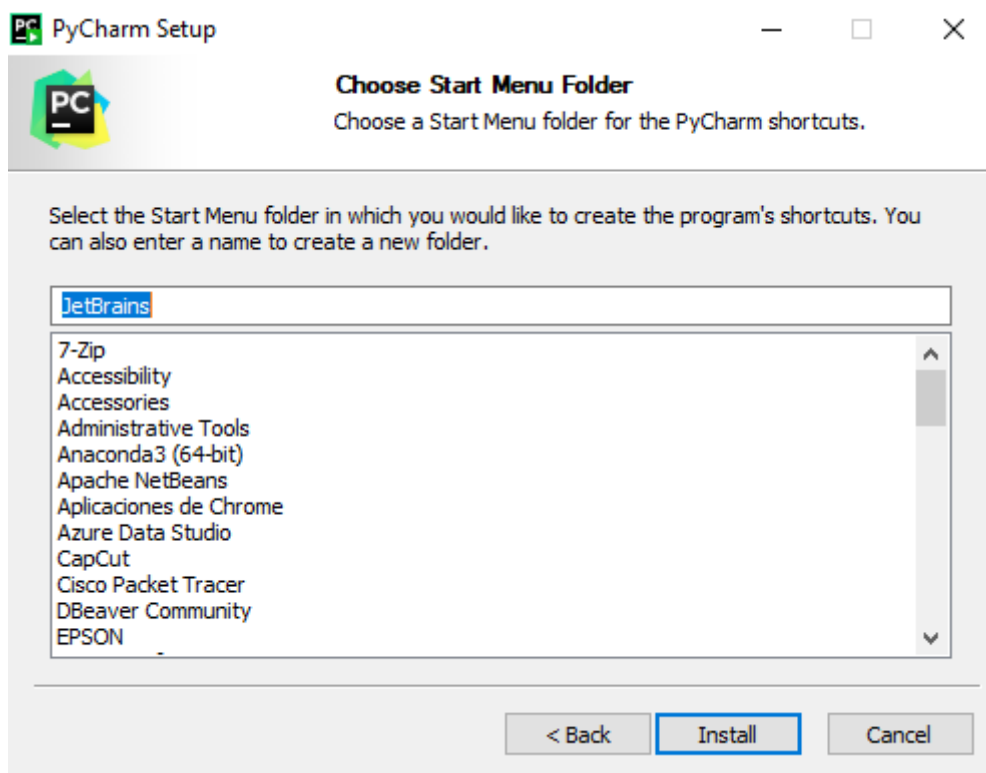 PC PyCharm Setup
PC
Choose Start Menu Folder
Choose a Start Menu folder for the PyCharm shortcuts.
Select the Start Menu folder in which you would like to create the program's shortcuts. You
can also enter a name to create a new folder.
JetBrains
7-Zip
Accessibility
Accessories
Administrative Tools
Anaconda3 (64-bit)
Apache NetBeans
Aplicaciones de Chrome
Azure Data Studio
CapCut
Cisco Packet Tracer
DBeaver Community
EPSON
< Back Install Cancel